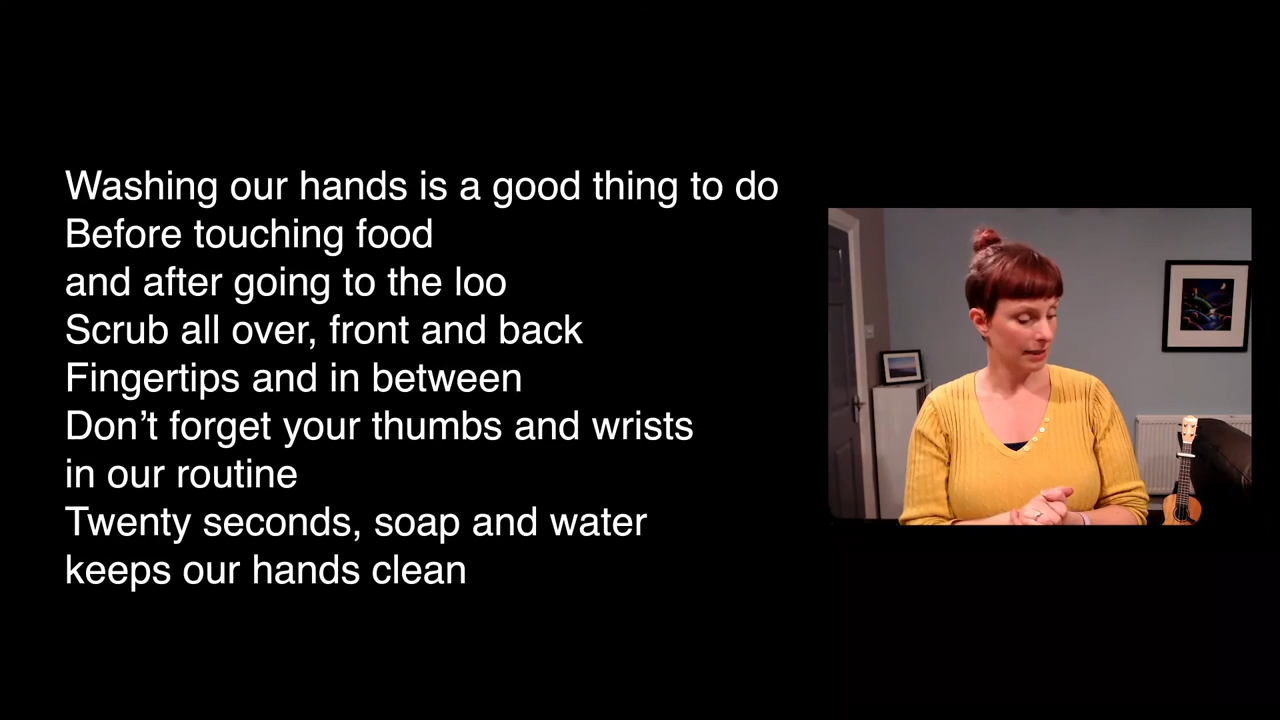 Washing our hands is a good thing to do
Before touching food
and after going to the loo
Scrub all over, front and back
Fingertips and in between
Don’t forget your thumbs and wrists
in our routine
Twenty seconds, soap and water
keeps our hands clean